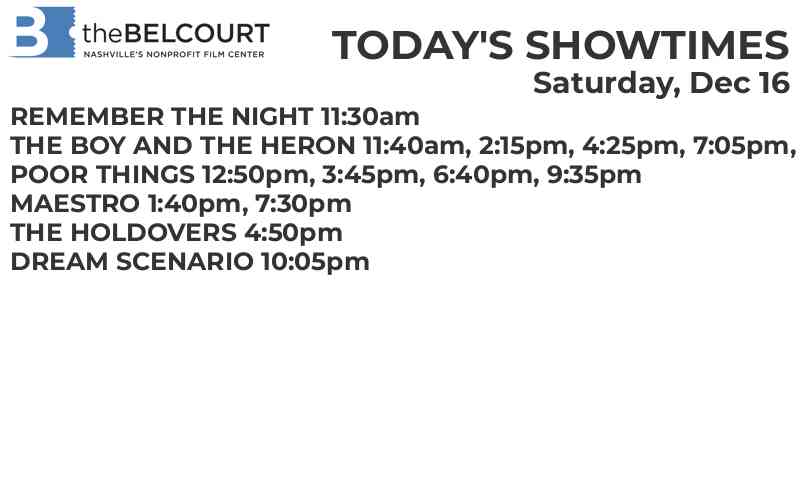 B theBELCOURT
NASHVILLE'S NONPROFIT FILM CENTER
TODAY'S SHOWTIMES
Saturday, Dec 16
REMEMBER THE NIGHT 11:30am
THE BOY AND THE HERON 11:40am, 2:15pm, 4:25pm, 7:05pm,
POOR THINGS 12:50pm, 3:45pm, 6:40pm, 9:35pm
MAESTRO 1:40pm, 7:30pm
THE HOLDOVERS 4:50pm
DREAM SCENARIO 10:05pm